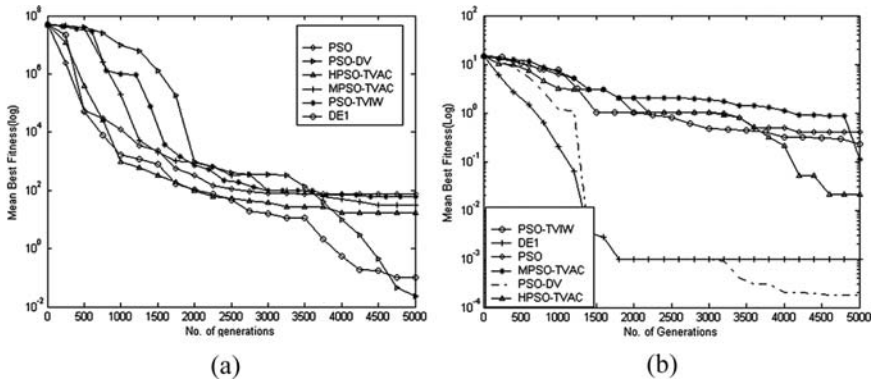 10^8
10^6
10^4
10^2
10^0
10^-2
Mean Best Fitness(log)
0 500 1000 1500 2000 2500 3000 3500 4000 4500 5000
No. of generations
PSO
PSO-DV
HPSO-TVAC
MPSO-TVAC
PSO-TVIW
DE1
(a)
10^2
10^1
10^0
10^-1
10^-2
10^-3
10^-4
Mean Best Fitness(Log)
0 500 1000 1500 2000 2500 3000 3500 4000 4500 5000
No. of Generations
PSO-TVIW
DE1
PSO
MPSO-TVAC
PSO-DV
HPSO-TVAC
(b)